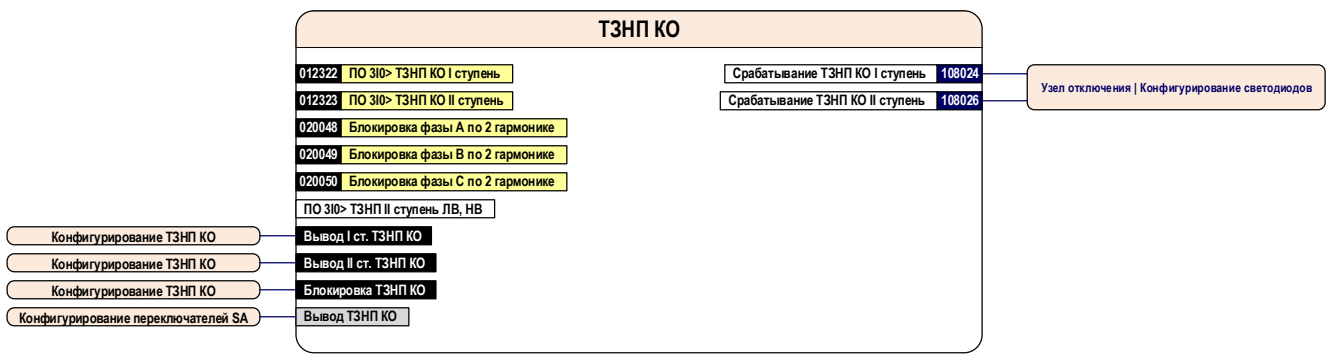 ТЗНП КО
012322 ПО 3I0> ТЗНП КО I ступень
Срабатывание ТЗНП КО I ступень 108024
012323 ПО 3I0> ТЗНП КО II ступень
Срабатывание ТЗНП КО II ступень 108026
Узел отключения | Конфигурирование светодиодов
020048 Блокировка фазы А по 2 гармонике
020049 Блокировка фазы В по 2 гармонике
020050 Блокировка фазы С по 2 гармонике
ПО 3I0> ТЗНП II ступень ЛВ, НВ
Конфигурирование ТЗНП КО Вывод I ст. ТЗНП КО
Конфигурирование ТЗНП КО Вывод II ст. ТЗНП КО
Конфигурирование ТЗНП КО Блокировка ТЗНП КО
Конфигурирование переключателей SA Вывод ТЗНП КО